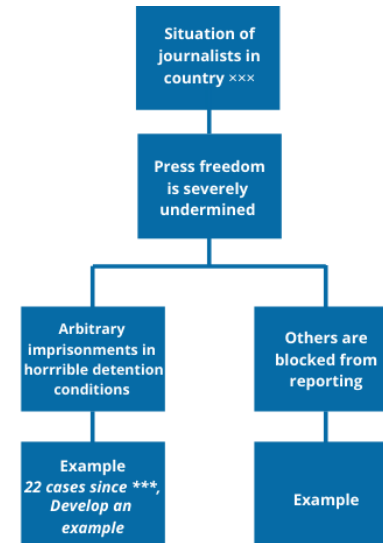 Situation of
journalists in
country ×××
Press freedom
is severely
undermined
Arbitrary
imprisonments in
horrrible detention
conditions
Others are
blocked from
reporting
Example
22 cases since ***,
Develop an
example
Example